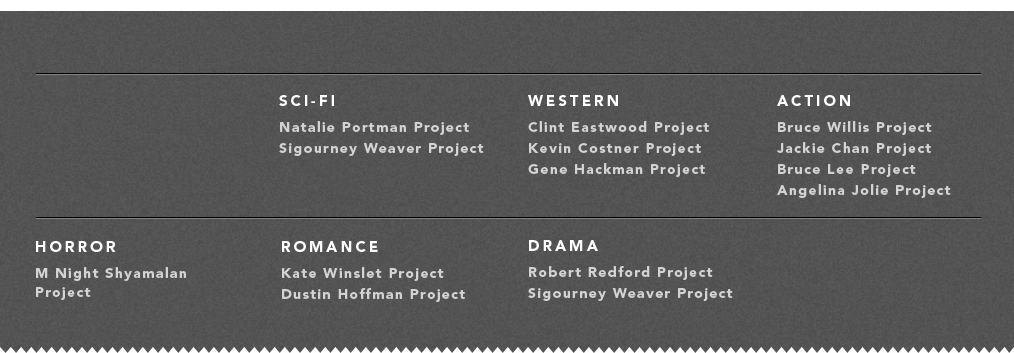 SCI-FI
Natalie Portman Project
Sigourney Weaver Project
WESTERN
Clint Eastwood Project
Kevin Costner Project
Gene Hackman Project
ACTION
Bruce Willis Project
Jackie Chan Project
Bruce Lee Project
Angelina Jolie Project
HORROR
M Night Shyamalan
Project
ROMANCE
Kate Winslet Project
Dustin Hoffman Project
DRAMA
Robert Redford Project
Sigourney Weaver Project